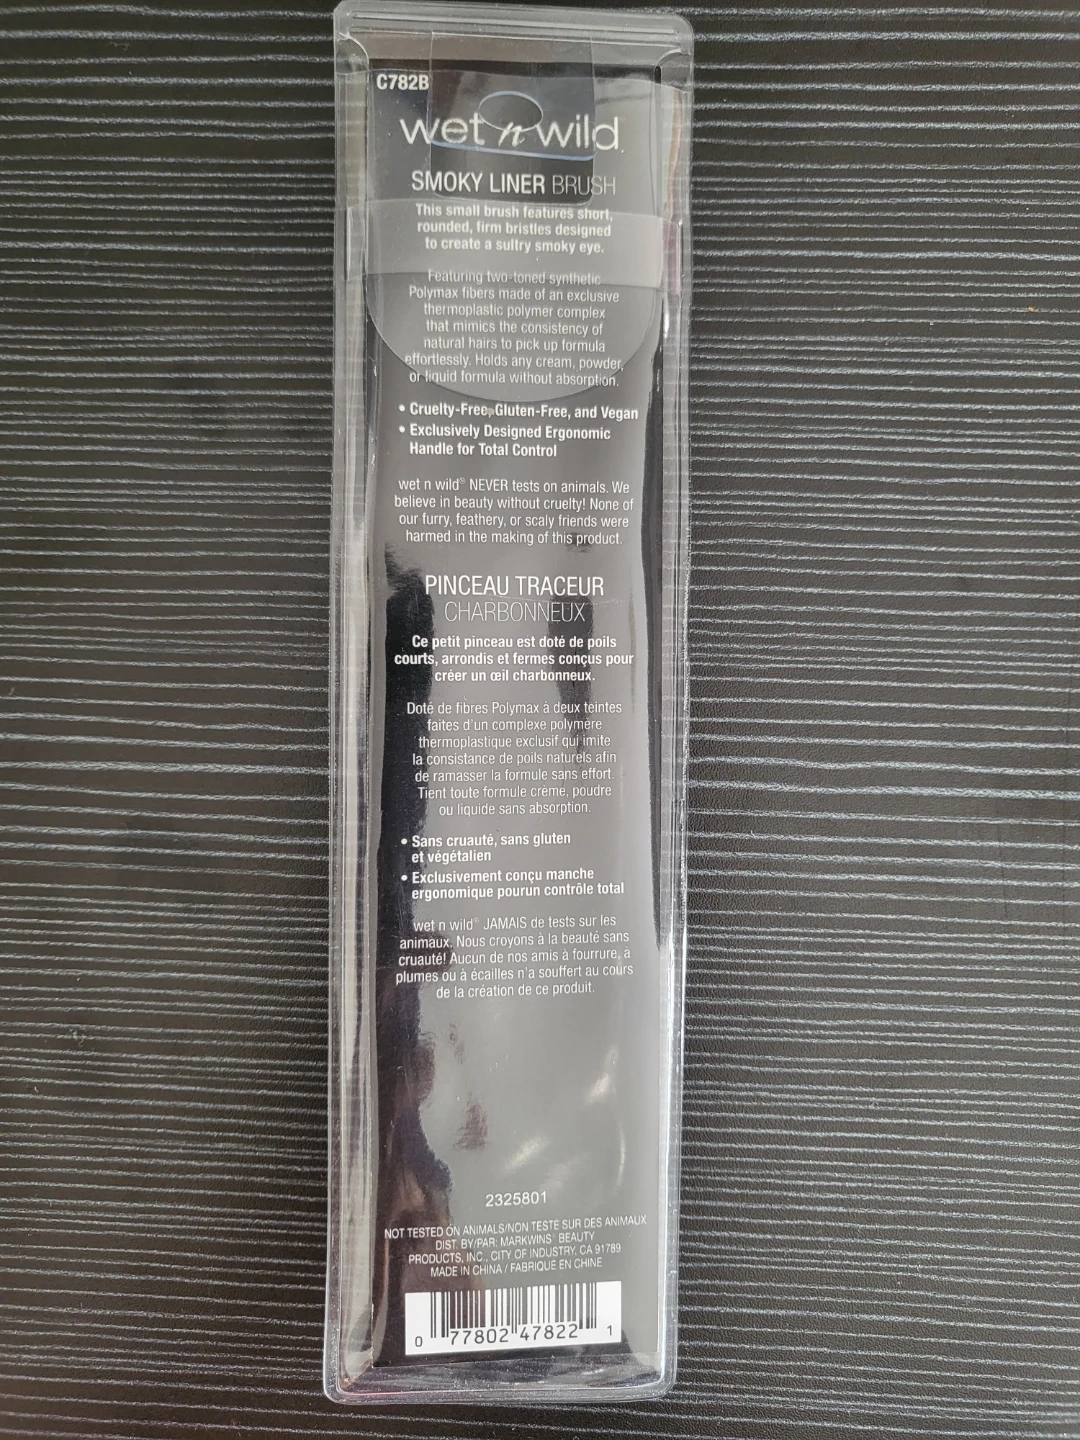 C782B
wet n wild
SMOKY LINER BRUSH
This small brush features short,
rounded, firm bristles designed
to create a sultry smoky eye.
Featuring two-toned synthetic
Polymax fibers made of an exclusive
thermoplastic polymer complex
that mimics the consistency of
natural hairs to pick up formula
effortlessly. Holds any cream, powder,
or liquid formula without absorption.
• Cruelty-Free, Gluten-Free, and Vegan
• Exclusively Designed Ergonomic
Handle for Total Control
wet n wild® NEVER tests on animals. We
believe in beauty without cruelty! None of
our furry, feathery, or scaly friends were
harmed in the making of this product.
PINCEAU TRACEUR
CHARBONNEUX
Ce petit pinceau est doté de poils
courts, arrondis et fermes conçus pour
créer un œil charbonneux.
Doté de fibres Polymax à deux teintes
faites d'un complexe polymère
thermoplastique exclusif qui imite
la consistance de poils naturels afin
de ramasser la formule sans effort.
Tient toute formule crème, poudre
ou liquide sans absorption.
• Sans cruauté, sans gluten
et végétalien
• Exclusivement conçu manche
ergonomique pourun contrôle total
wet n wild® JAMAIS de tests sur les
animaux. Nous croyons à la beauté sans
cruauté! Aucun de nos amis à fourrure, à
plumes ou à écailles n'a souffert au cours
de la création de ce produit.
2325801
NOT TESTED ON ANIMALS/NON TESTÉ SUR DES ANIMAUX
DIST. BY/PAR: MARKWINS® BEAUTY
PRODUCTS, INC., CITY OF INDUSTRY, CA 91789
MADE IN CHINA / FABRIQUÉ EN CHINE
0 77802 47822 1